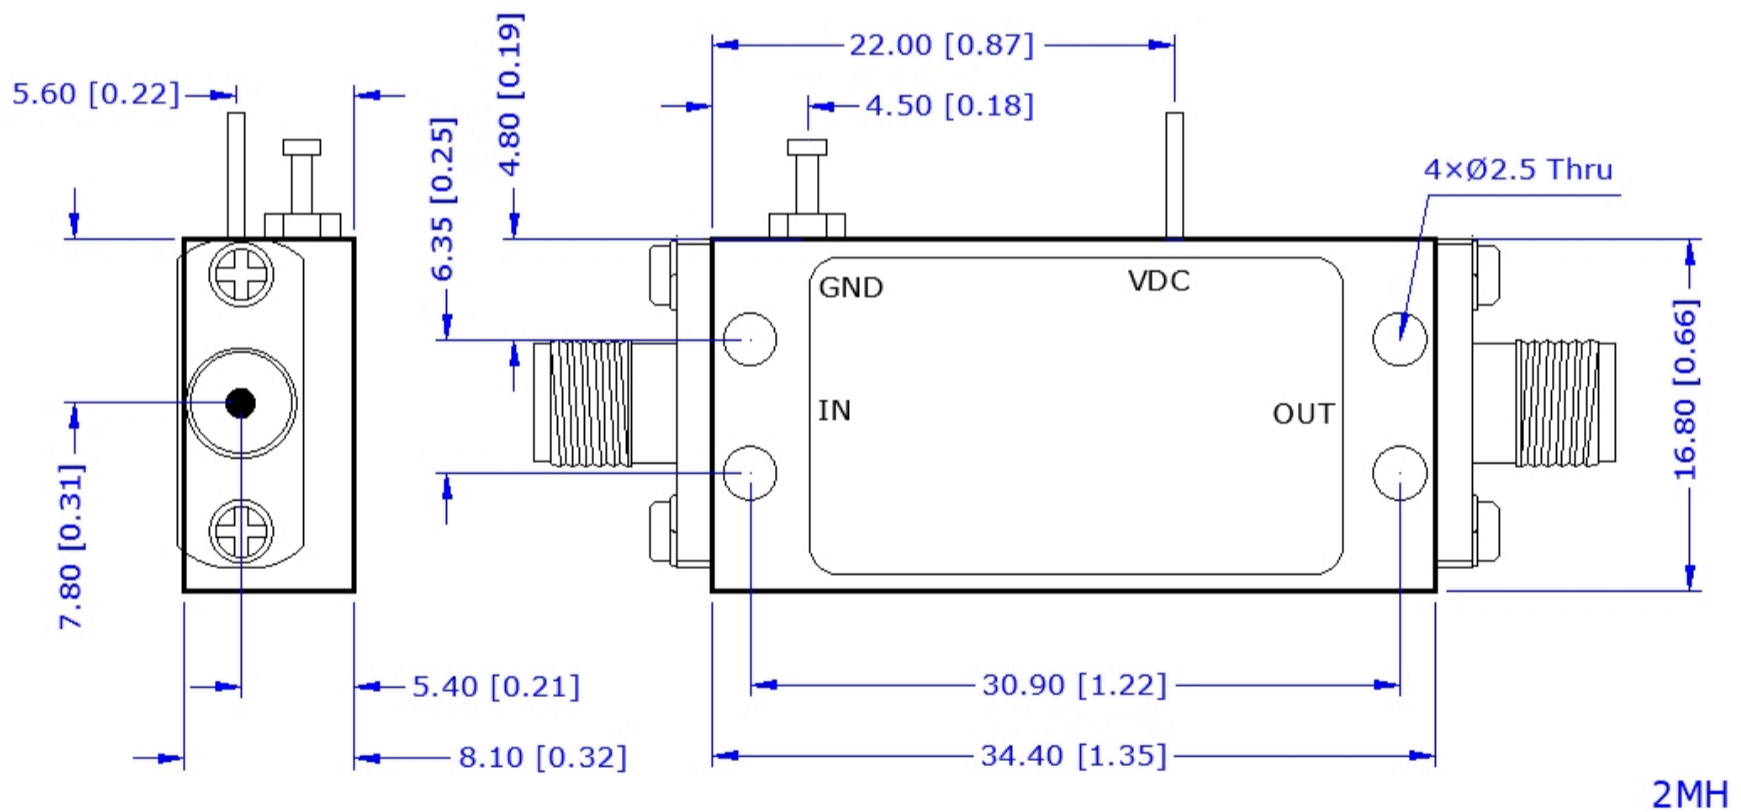 22.00 [0.87]
5.60 [0.22]
4.80 [0.19]
4.50 [0.18]
6.35 [0.25]
4×Ø2.5 Thru
GND
VDC
IN
OUT
16.80 [0.66]
7.80 [0.31]
5.40 [0.21]
30.90 [1.22]
8.10 [0.32]
34.40 [1.35]
2MH